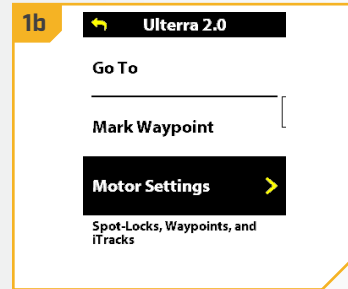 1b
Ulterra 2.0
Go To
Mark Waypoint
Motor Settings
Spot-Locks, Waypoints, and
iTracks